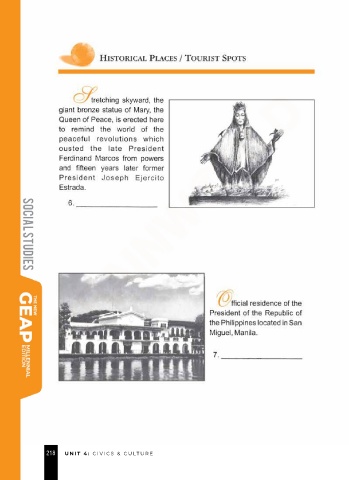 HISTORICAL PLACES / TOURIST SPOTS
Stretching skyward, the
giant bronze statue of Mary, the
Queen of Peace, is erected here
to remind the world of the
peaceful revolutions which
ousted the late President
Ferdinand Marcos from powers
and fifteen years later former
President Joseph Ejercito
Estrada.
6. ____________________
SOCIAL STUDIES
THE NEW
GEAP
MILLENNIAL
EDITION
Official residence of the
President of the Republic of
the Philippines located in San
Miguel, Manila.
7. ____________________
218 UNIT 4: CIVICS & CULTURE